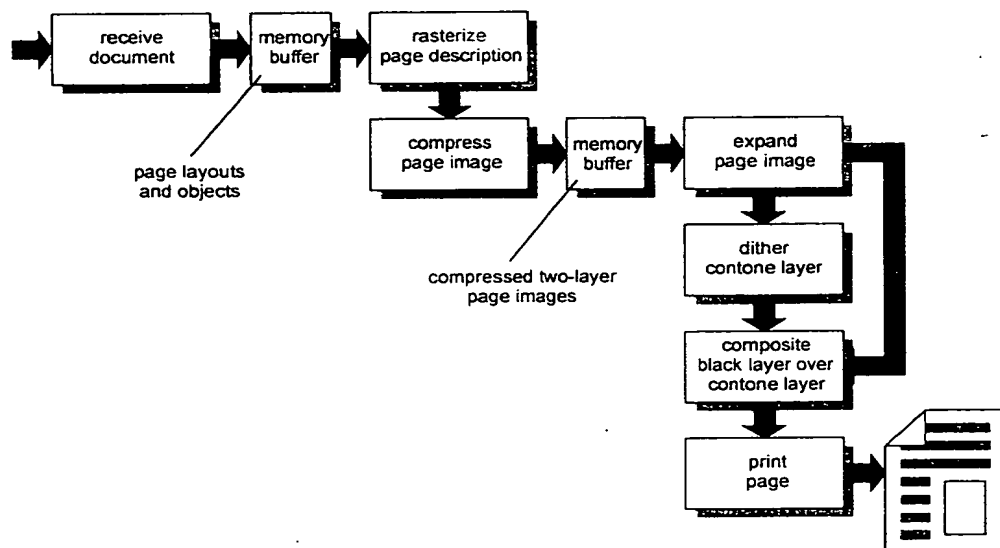 receive
document
memory
buffer
rasterize
page description
compress
page image
memory
buffer
expand
page image
page layouts
and objects
dither
contone layer
compressed two-layer
page images
composite
black layer over
contone layer
print
page